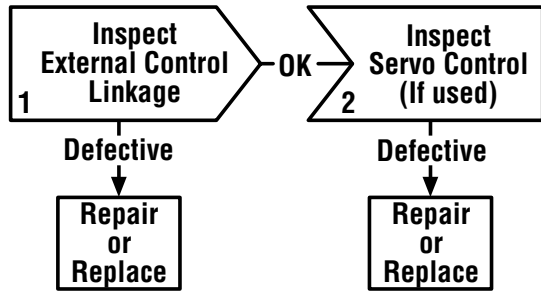 Inspect
External Control
Linkage
1
OK
Inspect
Servo Control
(If used)
2
Defective
Defective
Repair
or
Replace
Repair
or
Replace